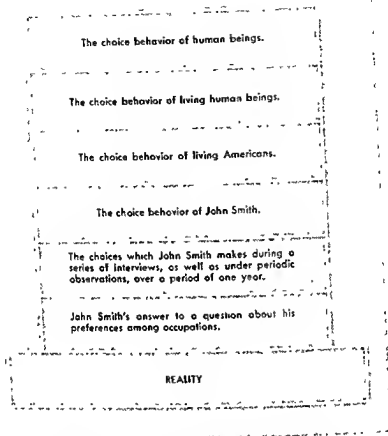 The choice behavior of human beings.
The choice behavior of living human beings.
The choice behavior of living Americans.
The choice behavior of John Smith.
The choices which John Smith makes during a
series of interviews, as well as under periodic
observations, over a period of one year.
John Smith's answer to a question about his
preferences among occupations.
REALITY